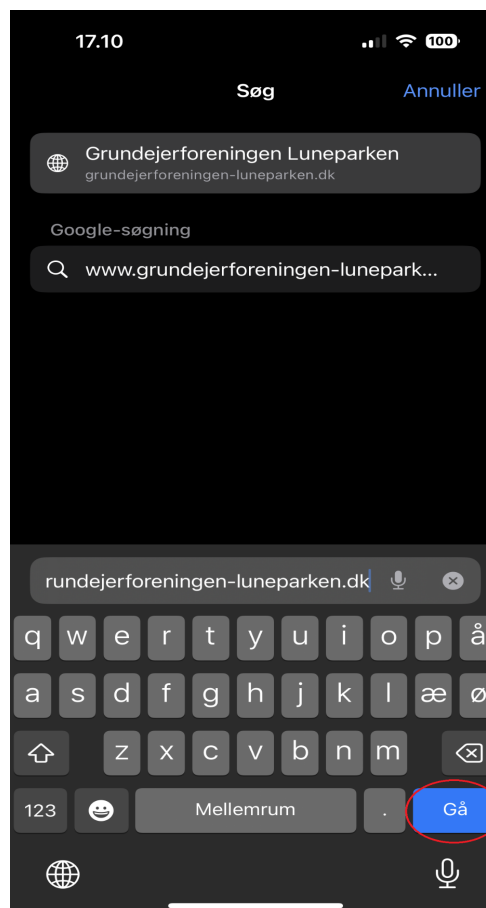 17.10
100
Søg
Annuller
Grundejerforeningen Luneparken
grundejerforeningen-luneparken.dk
Google-søgning
www.grundejerforeningen-lunepark...
rundejerforeningen-luneparken.dk
q w e r t y u i o p å
a s d f g h j k l æ ø
z x c v b n m
123 Mellemrum . Gå